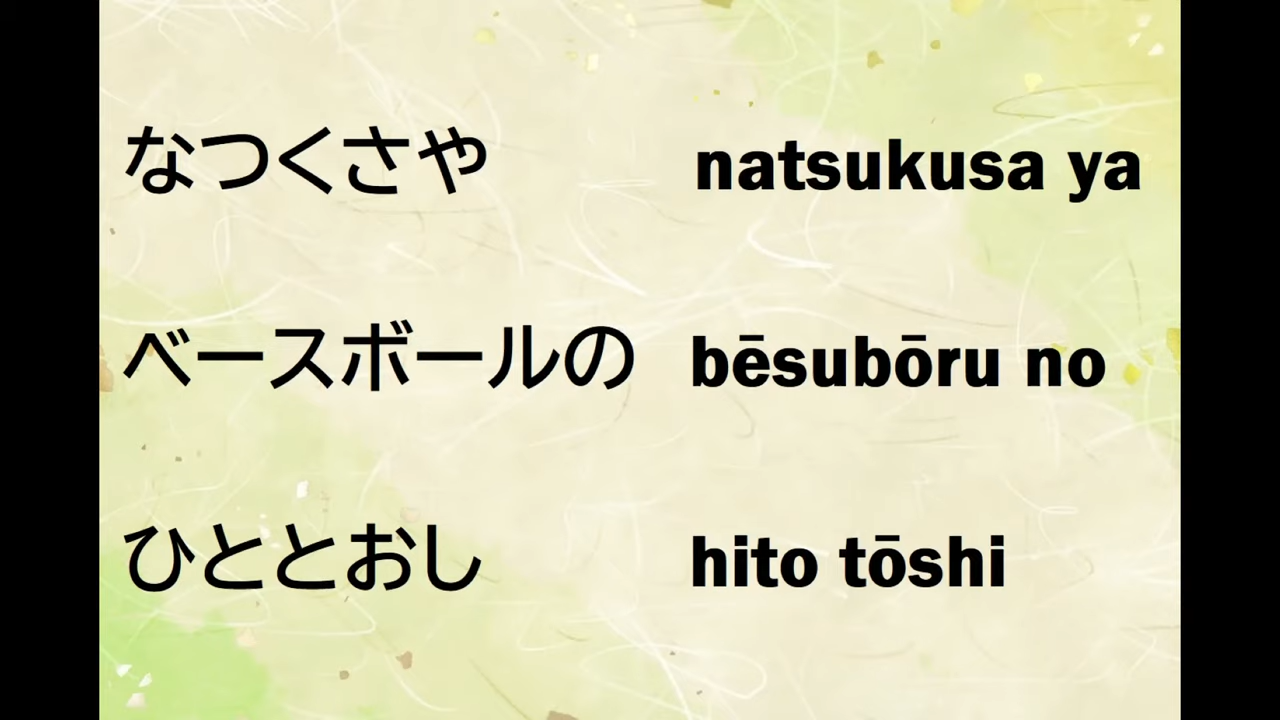 なつくさや natsukusa ya
ベースボールの bēsubōru no
ひととおし hito tōshi